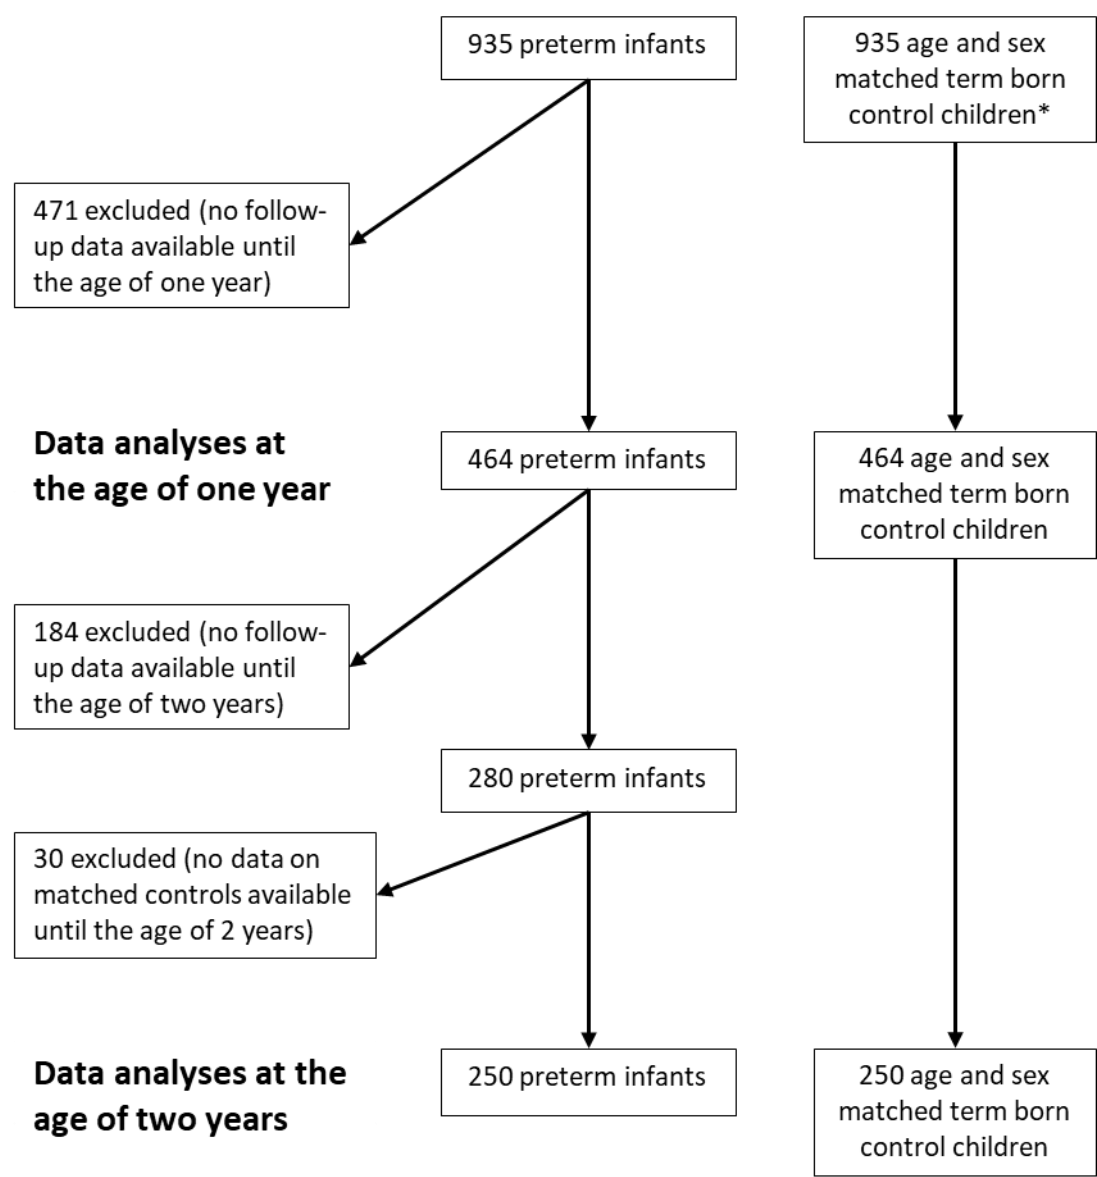 935 preterm infants
935 age and sex
matched term born
control children*
471 excluded (no follow-
up data available until
the age of one year)
Data analyses at
the age of one year
464 preterm infants
464 age and sex
matched term born
control children
184 excluded (no follow-
up data available until
the age of two years)
280 preterm infants
30 excluded (no data on
matched controls available
until the age of 2 years)
Data analyses at the
age of two years
250 preterm infants
250 age and sex
matched term born
control children